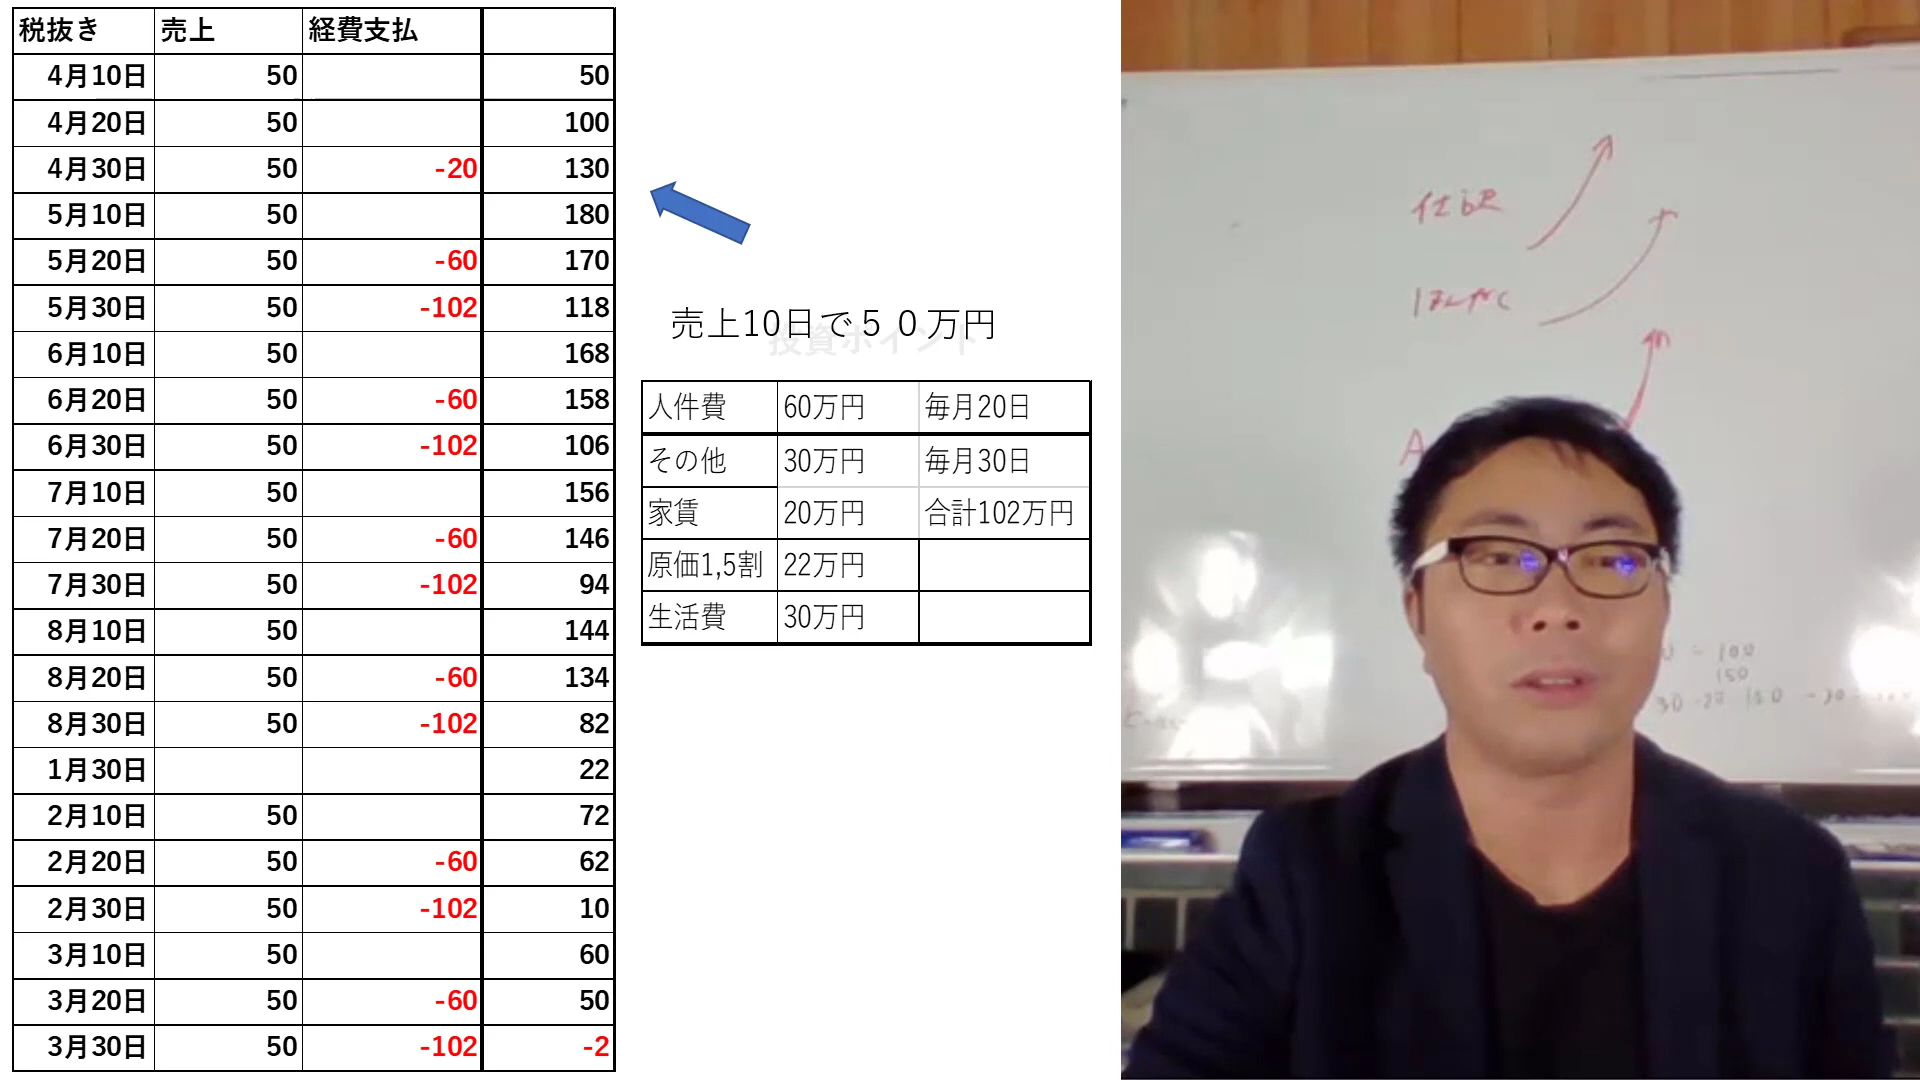 税抜き 売上 経費支払
4月10日 50 50
4月20日 50 100
4月30日 50 -20 130
5月10日 50 180
5月20日 50 -60 170
5月30日 50 -102 118
6月10日 50 168
6月20日 50 -60 158
6月30日 50 -102 106
7月10日 50 156
7月20日 50 -60 146
7月30日 50 -102 94
8月10日 50 144
8月20日 50 -60 134
8月30日 50 -102 82
1月30日 22
2月10日 50 72
2月20日 50 -60 62
2月30日 50 -102 10
3月10日 50 60
3月20日 50 -60 50
3月30日 50 -102 -2
売上10日で５０万円
投資ポイント
人件費 60万円 毎月20日
その他 30万円 毎月30日
家賃 20万円 合計102万円
原価1,5割 22万円
生活費 30万円
仕訳
A
150